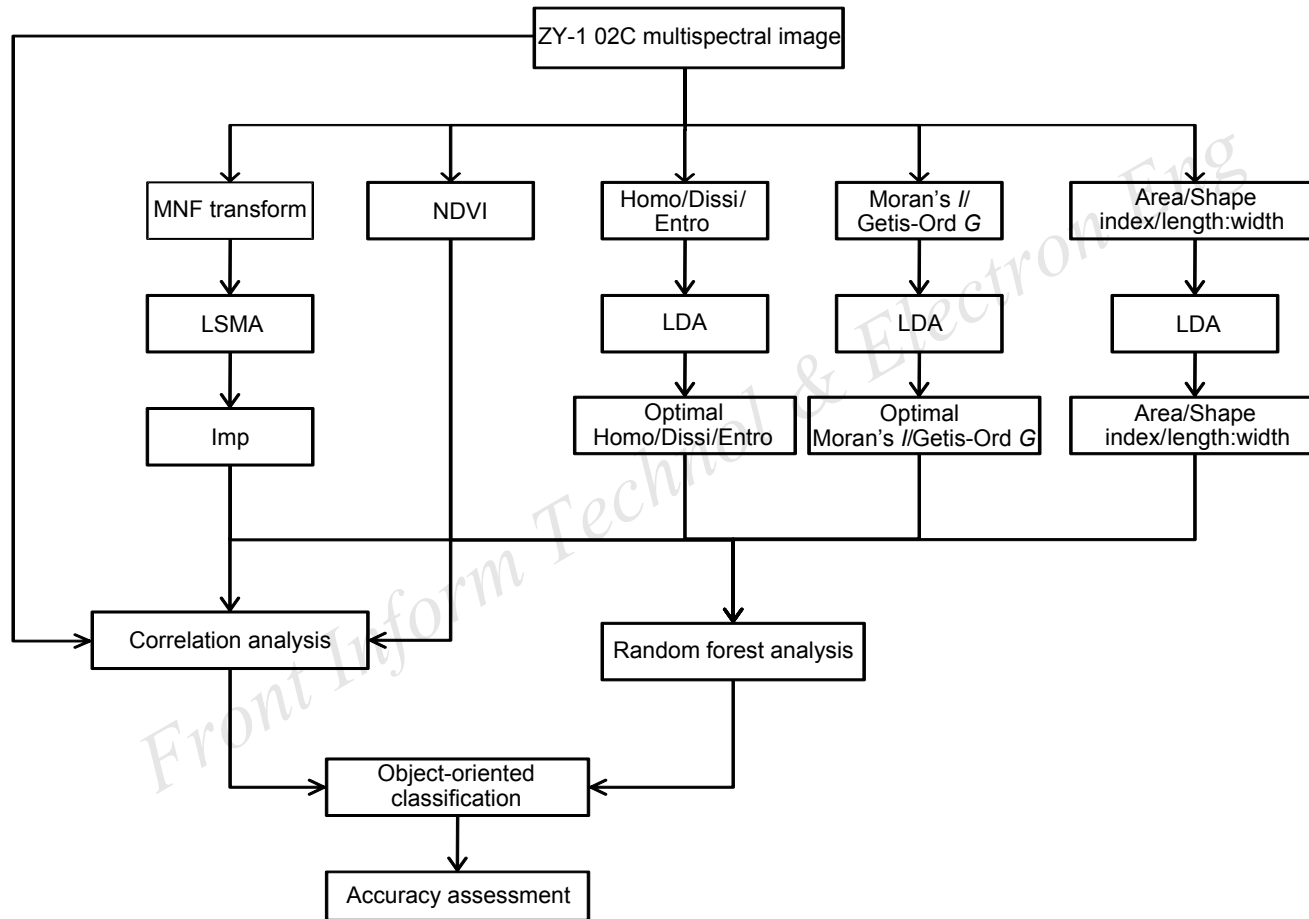 ZY-1 02C multispectral image
MNF transform
NDVI
Homo/Dissi/
Entro
Moran's I/
Getis-Ord G
Area/Shape
index/length:width
LSMA
LDA
LDA
LDA
Imp
Optimal
Homo/Dissi/Entro
Optimal
Moran's I/Getis-Ord G
Area/Shape
index/length:width
Correlation analysis
Random forest analysis
Object-oriented
classification
Accuracy assessment
Front Inform Technol & Electron Eng